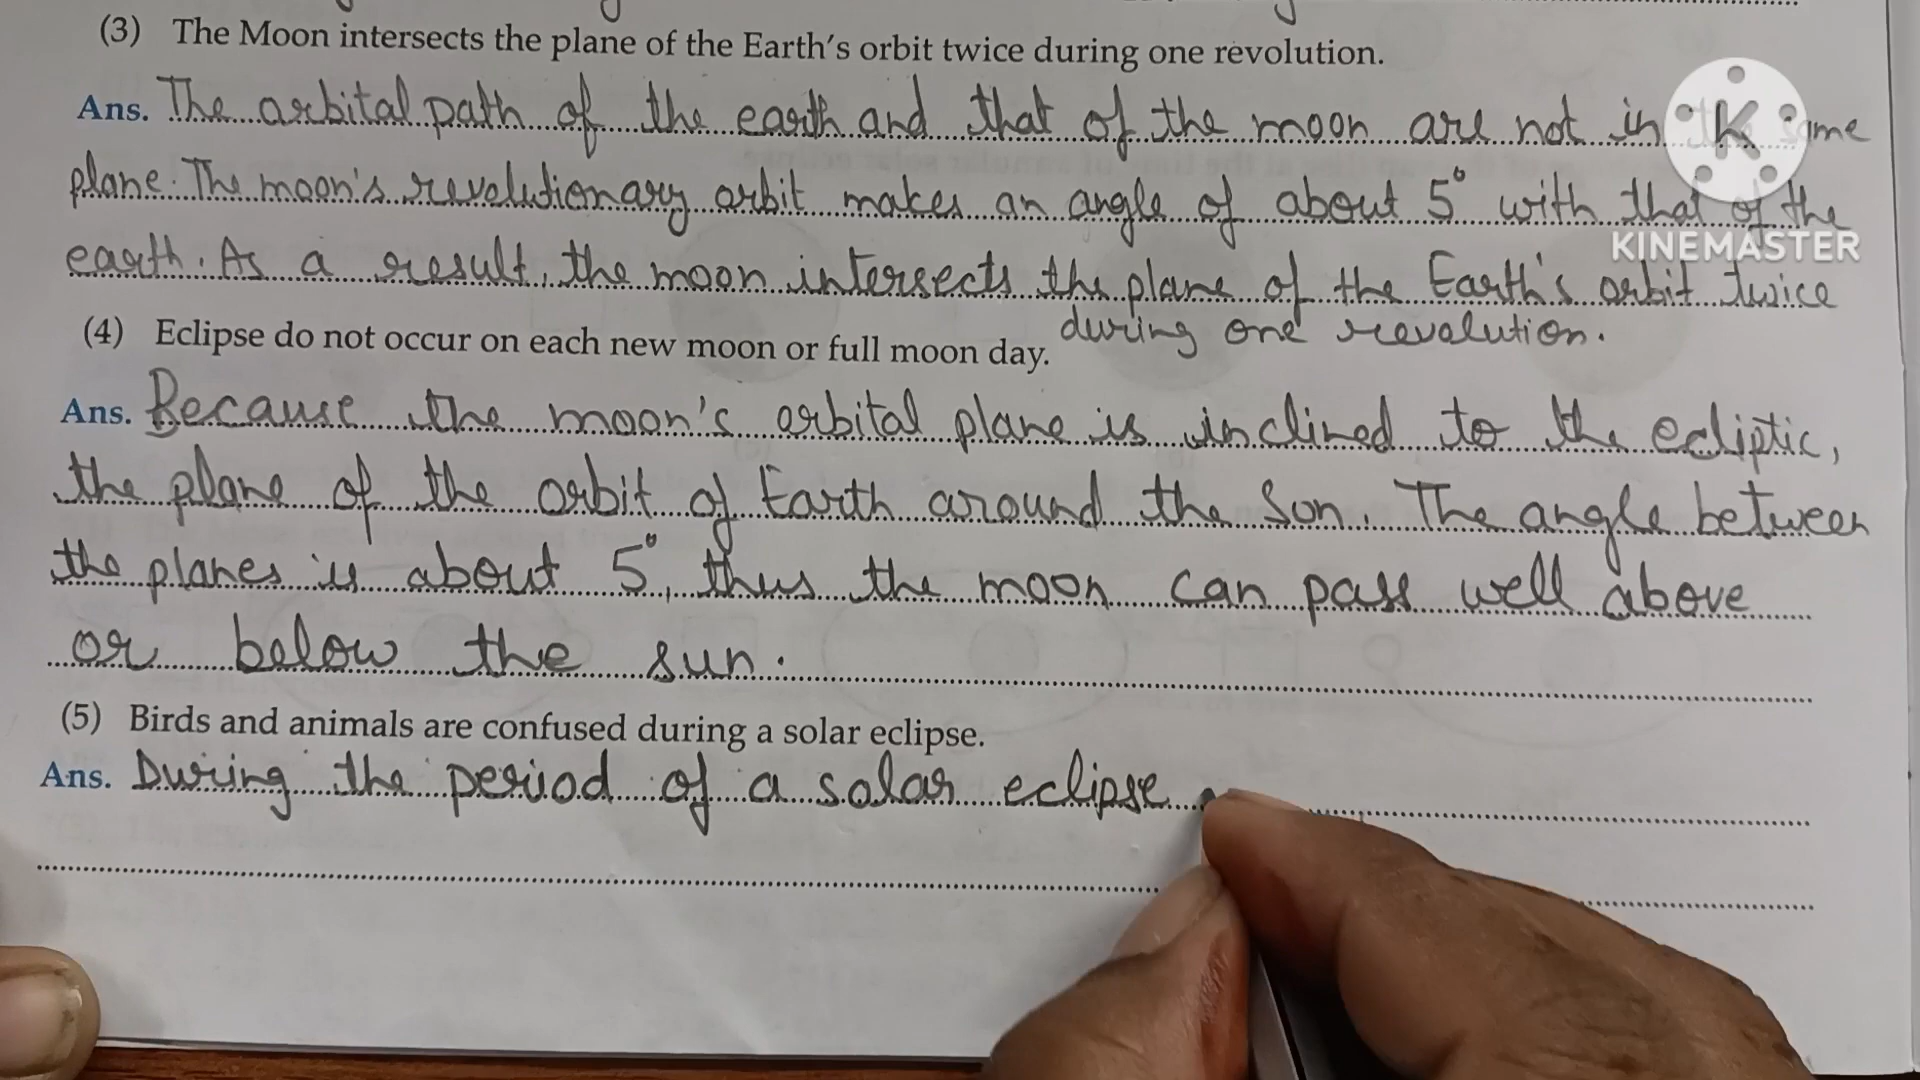 (3) The Moon intersects the plane of the Earth's orbit twice during one revolution.
Ans. The orbital path of the earth and that of the moon are not in
plane. The moon's revolutionary orbit makes an angle of about 5° with that of the
KINEMASTER
earth. As a result, the moon intersects the plane of the Earth's orbit twice
during one revolution.
(4) Eclipse do not occur on each new moon or full moon day.
Ans. Because the moon's orbital plane is inclined to the ecliptic,
the plane of the orbit of Earth around the Son. The angle between
the planes is about 5°, thus the moon can pass well above
or below the sun.
(5) Birds and animals are confused during a solar eclipse.
Ans. During the period of a solar eclipse